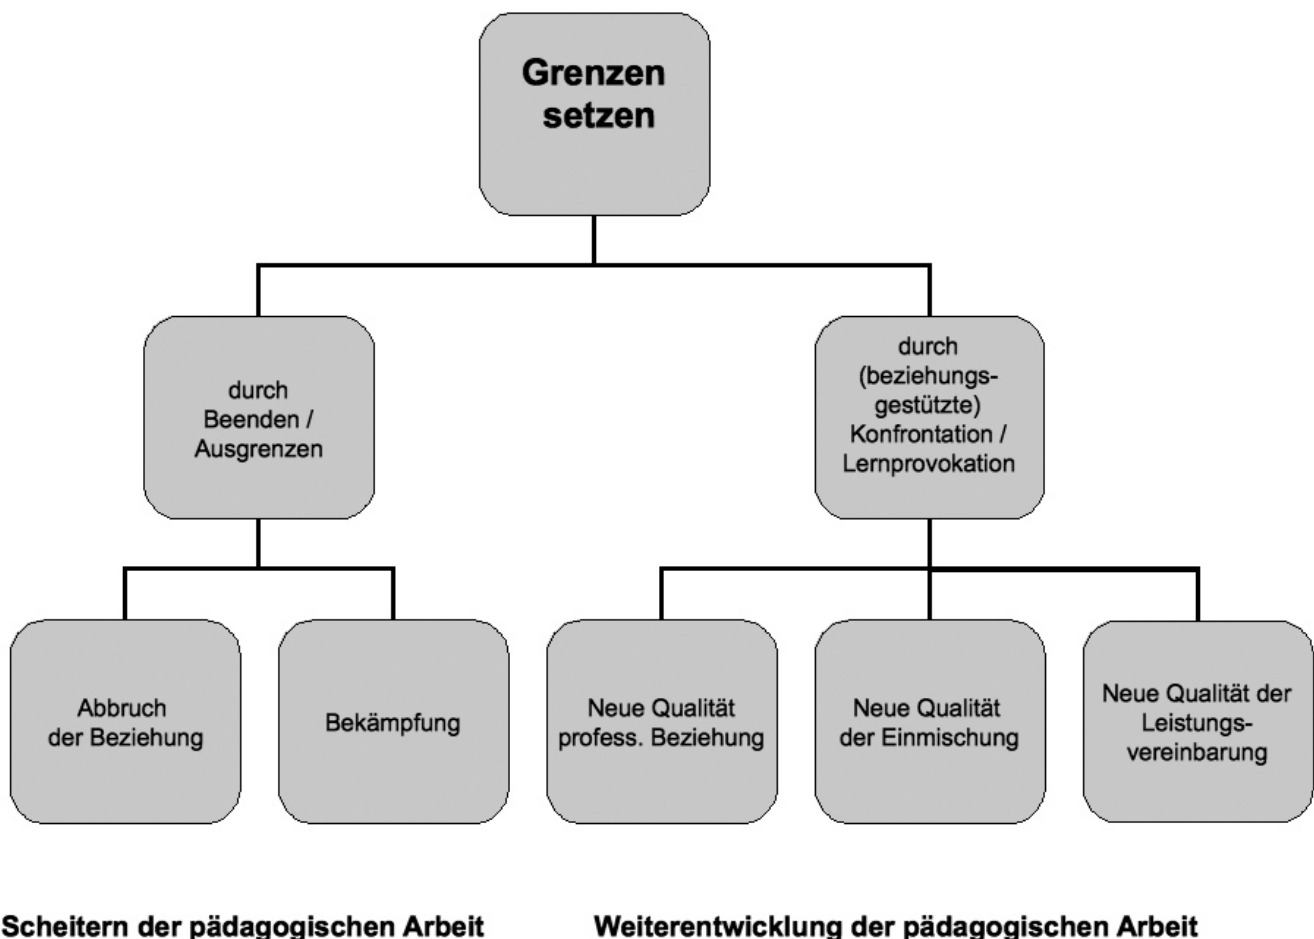 Grenzen
setzen
durch
Beenden /
Ausgrenzen
durch
(beziehungs-
gestützte)
Konfrontation /
Lernprovokation
Abbruch
der Beziehung
Bekämpfung
Neue Qualität
profess. Beziehung
Neue Qualität
der Einmischung
Neue Qualität der
Leistungs-
vereinbarung
Scheitern der pädagogischen Arbeit
Weiterentwicklung der pädagogischen Arbeit